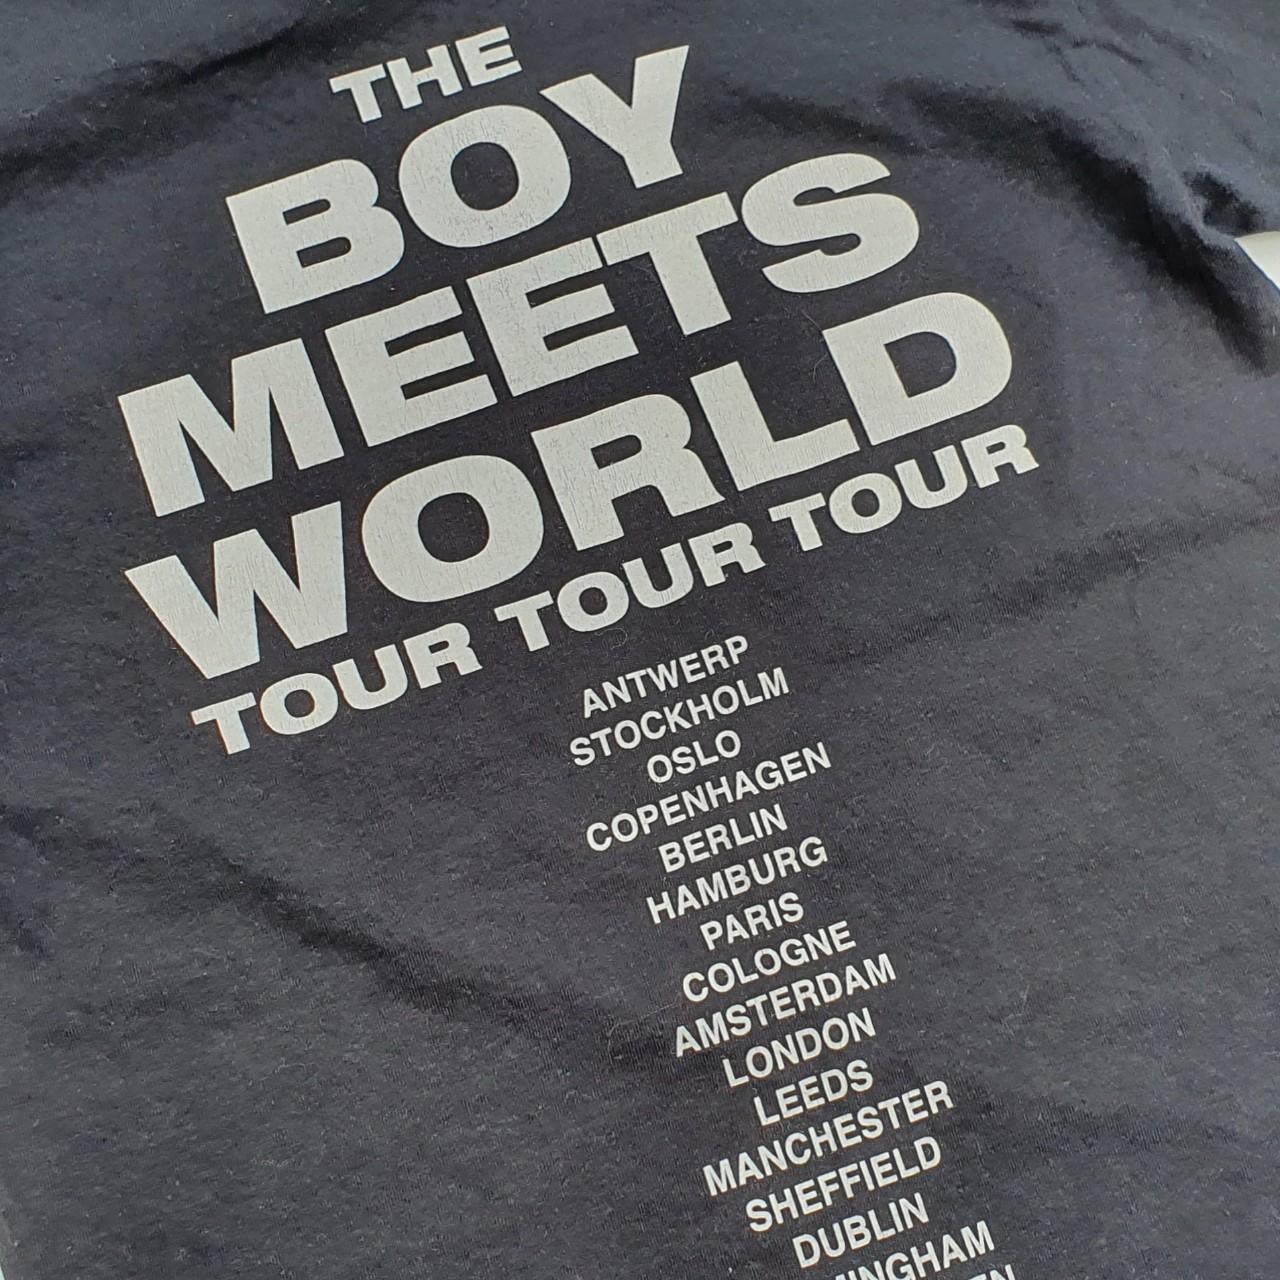 THE
BOY
MEETS
WORLD
TOUR TOUR TOUR
ANTWERP
STOCKHOLM
OSLO
COPENHAGEN
BERLIN
HAMBURG
PARIS
COLOGNE
AMSTERDAM
LONDON
LEEDS
MANCHESTER
SHEFFIELD
DUBLIN